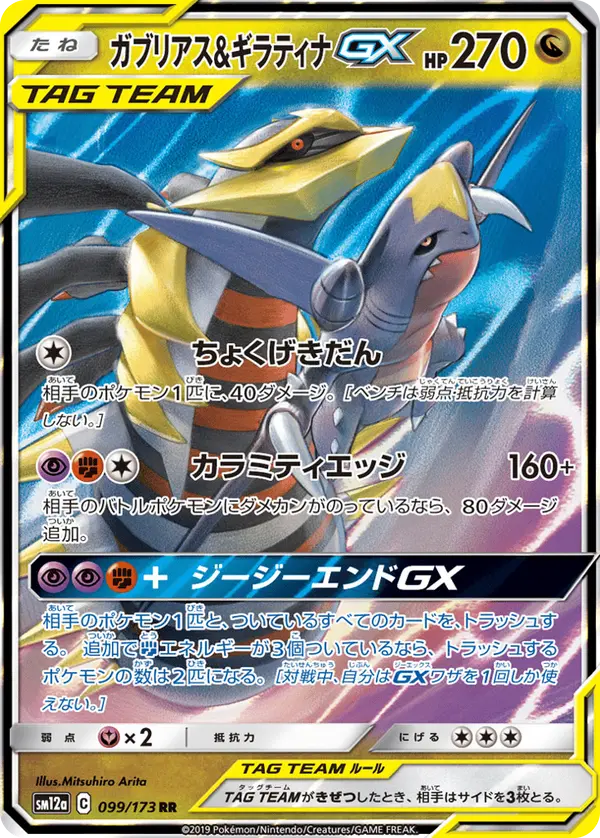 たね ガブリアス&ギラティナGX HP270
TAG TEAM
ちょくげきだん
相手のポケモン1匹に、40ダメージ。[ベンチは弱点・抵抗力を計算
しない。]
カラミティエッジ 160+
相手のバトルポケモンにダメカンがのっているなら、80ダメージ
追加。
+ ジージーエンドGX
相手のポケモン1匹と、ついているすべてのカードを、トラッシュす
る。追加でエネルギーが3個ついているなら、トラッシュする
ポケモンの数は2匹になる。[対戦中、自分はGXワザを1回しか使
えない。]
弱点 ×2 抵抗力 にげる
Illus.Mitsuhiro Arita
TAG TEAM ルール
sm12a C 099/173 RR
TAG TEAMがきぜつしたとき、相手はサイドを3枚とる。
©2019 Pokémon/Nintendo/Creatures/GAME FREAK.